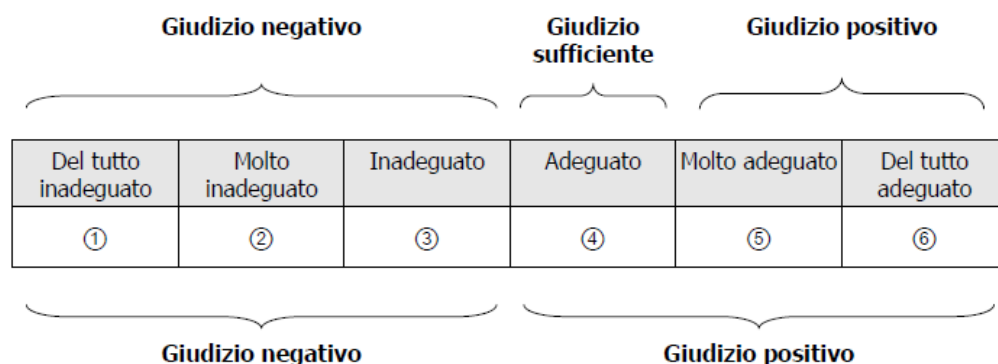 Giudizio negativo
Giudizio sufficiente
Giudizio positivo
Del tutto inadeguato
Molto inadeguato
Inadeguato
Adeguato
Molto adeguato
Del tutto adeguato
① ② ③ ④ ⑤ ⑥
Giudizio negativo
Giudizio positivo